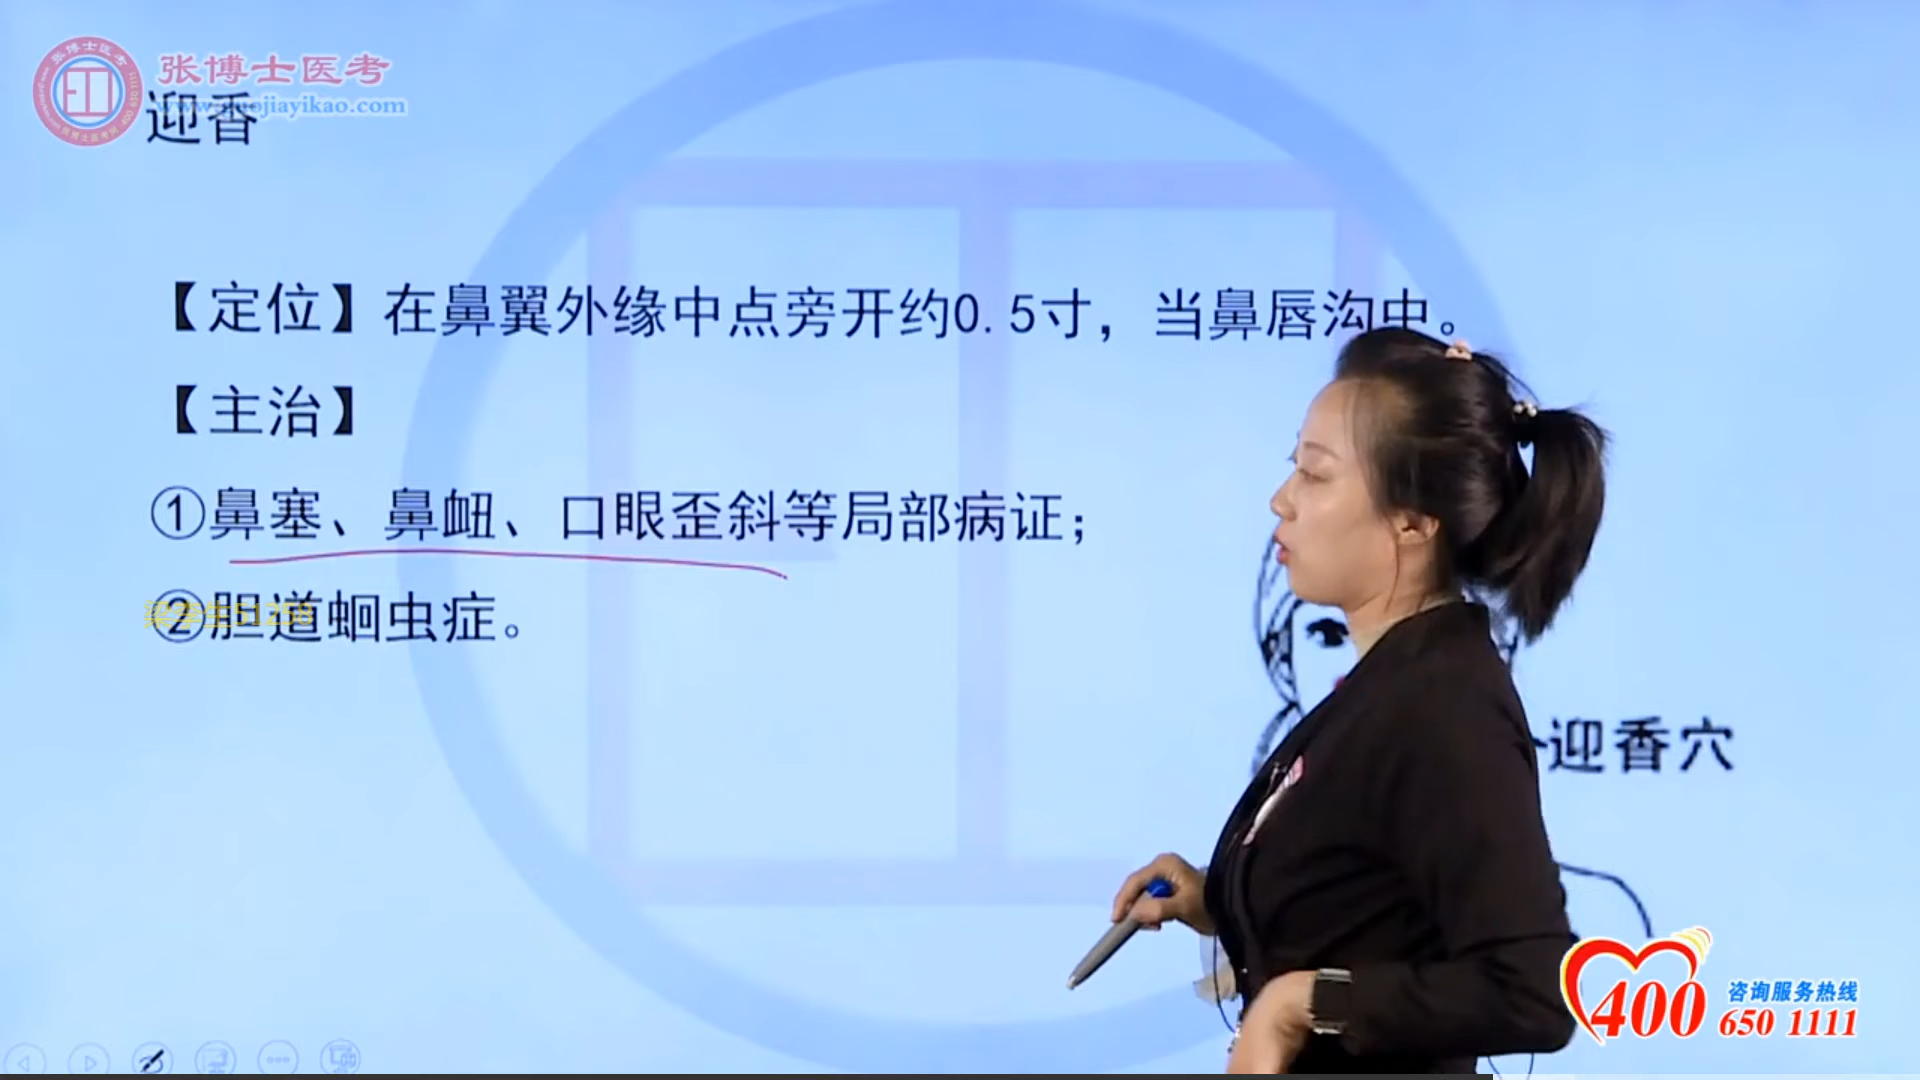 张博士医考
迎香
【定位】在鼻翼外缘中点旁开约0.5寸，当鼻唇沟中。
【主治】
①鼻塞、鼻衄、口眼歪斜等局部病证；
②胆道蛔虫症。
迎香穴
400
咨询服务热线
650 1111